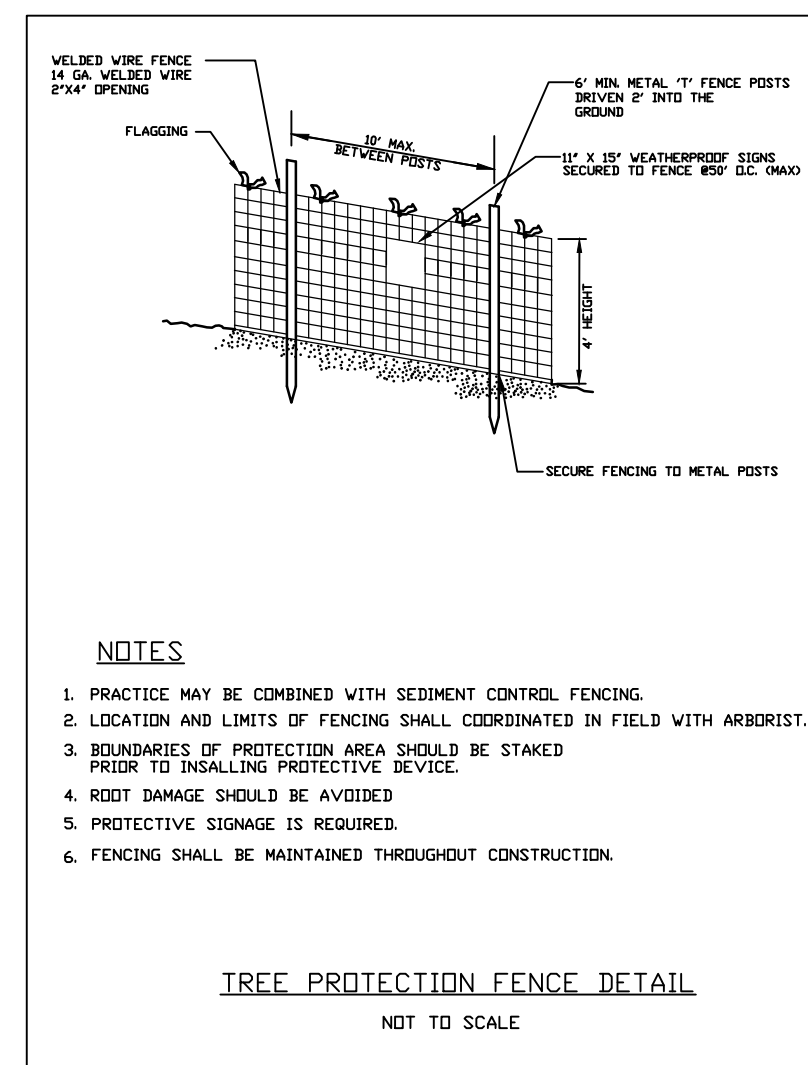 WELDED WIRE FENCE
14 GA. WELDED WIRE
2"X4" OPENING
FLAGGING
10' MAX.
BETWEEN POSTS
6' MIN. METAL 'T' FENCE POSTS
DRIVEN 2' INTO THE
GROUND
11" X 15" WEATHERPROOF SIGNS
SECURED TO FENCE @50' O.C. (MAX)
4' HEIGHT
SECURE FENCING TO METAL POSTS
NOTES
1. PRACTICE MAY BE COMBINED WITH SEDIMENT CONTROL FENCING.
2. LOCATION AND LIMITS OF FENCING SHALL COORDINATED IN FIELD WITH ARBORIST.
3. BOUNDARIES OF PROTECTION AREA SHOULD BE STAKED
PRIOR TO INSALLING PROTECTIVE DEVICE.
4. ROOT DAMAGE SHOULD BE AVOIDED
5. PROTECTIVE SIGNAGE IS REQUIRED.
6. FENCING SHALL BE MAINTAINED THROUGHOUT CONSTRUCTION.
TREE PROTECTION FENCE DETAIL
NOT TO SCALE